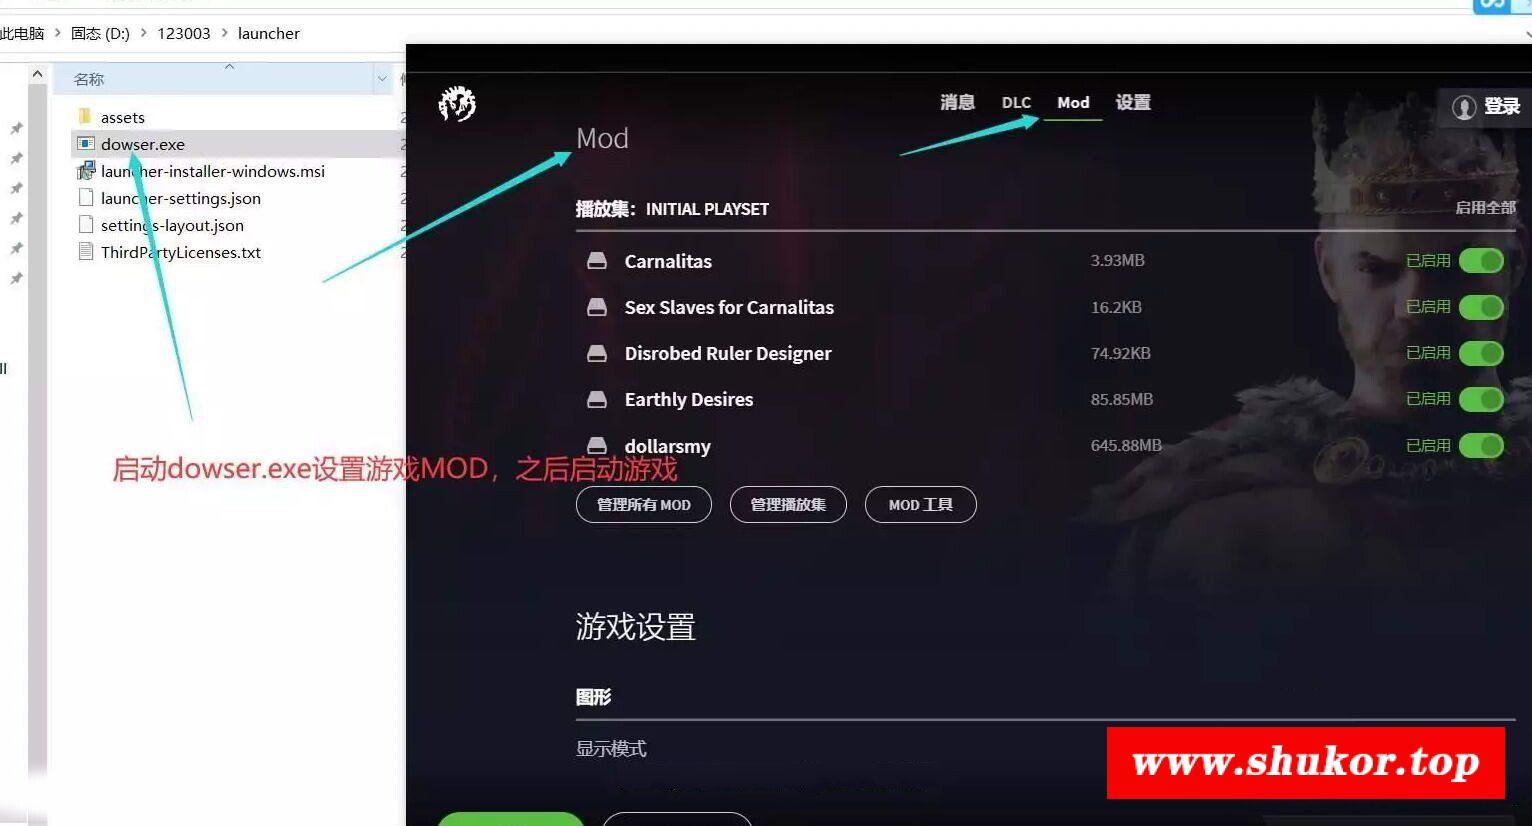 此电脑 > 固态 (D:) > 123003 > launcher
名称
assets
dowser.exe
launcher-installer-windows.msi
launcher-settings.json
settings-layout.json
ThirdPartyLicenses.txt
消息 DLC Mod 设置
登录
Mod
播放集：INITIAL PLAYSET
启用全部
Carnalitas 3.93MB 已启用
Sex Slaves for Carnalitas 16.2KB 已启用
Disrobed Ruler Designer 74.92KB 已启用
Earthly Desires 85.85MB 已启用
dollarsmy 645.88MB 已启用
启动dowser.exe设置游戏MOD，之后启动游戏
管理所有 MOD 管理播放集 MOD 工具
游戏设置
图形
显示模式
www.shukor.top